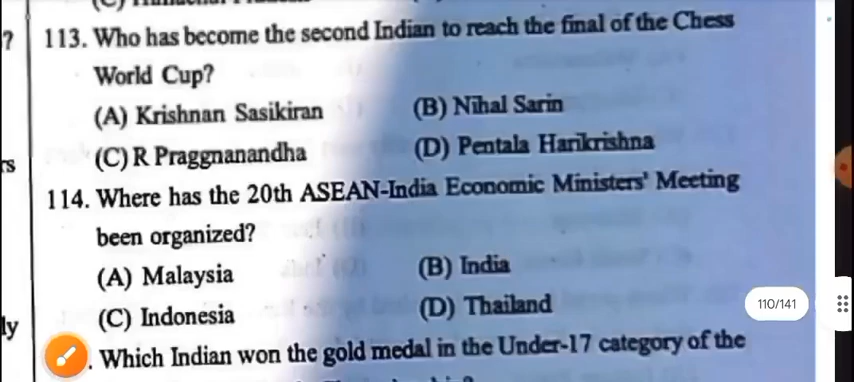 ?
113. Who has become the second Indian to reach the final of the Chess
World Cup?
(A) Krishnan Sasikiran (B) Nihal Sarin
rs
(C) R Praggnanandha (D) Pentala Harikrishna
114. Where has the 20th ASEAN-India Economic Ministers' Meeting
been organized?
(A) Malaysia (B) India
(C) Indonesia (D) Thailand
110/141
ly
. Which Indian won the gold medal in the Under-17 category of the